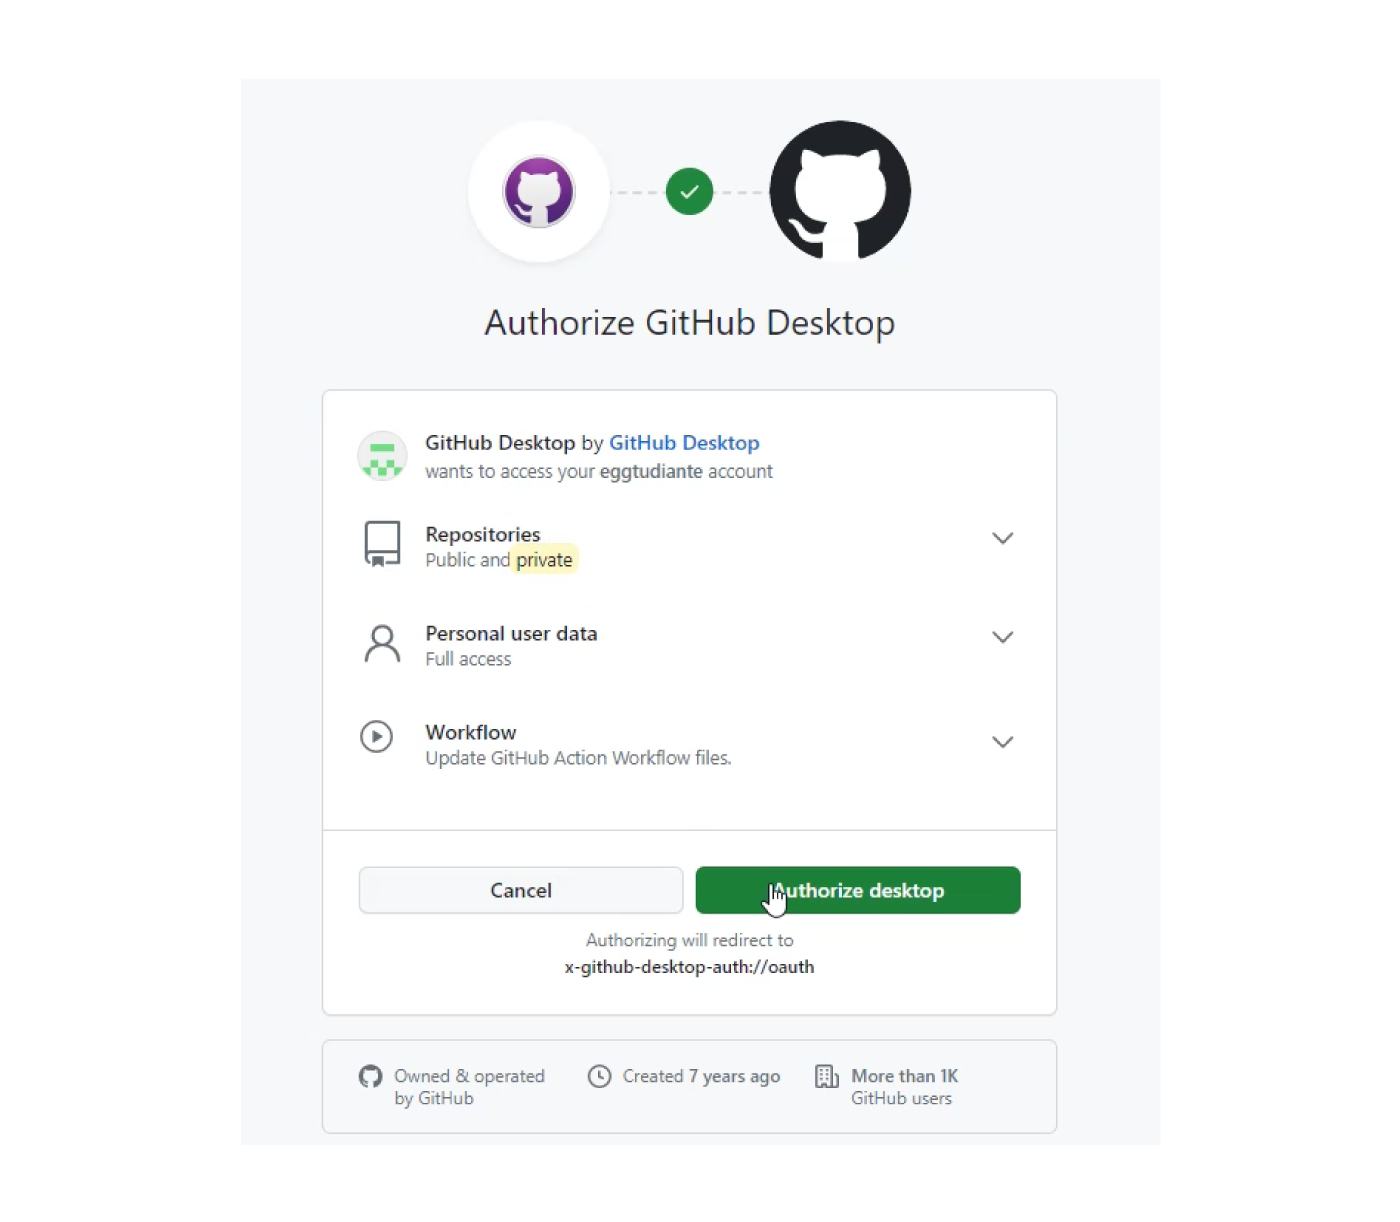 Authorize GitHub Desktop
GitHub Desktop by GitHub Desktop
wants to access your eggtudiante account
Repositories
Public and private
Personal user data
Full access
Workflow
Update GitHub Action Workflow files.
Cancel
Authorize desktop
Authorizing will redirect to
x-github-desktop-auth://oauth
Owned & operated
by GitHub
Created 7 years ago
More than 1K
GitHub users